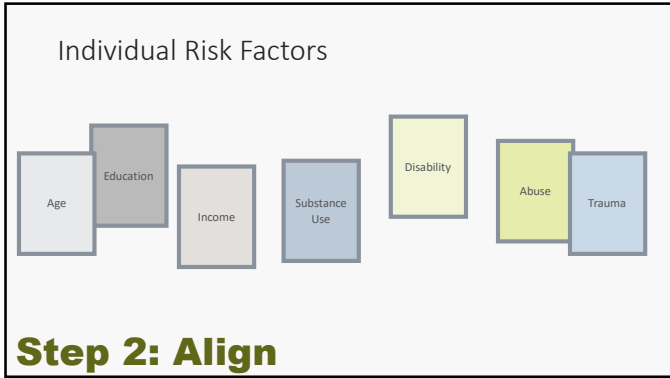 Individual Risk Factors
Age
Education
Income
Substance
Use
Disability
Abuse
Trauma
Step 2: Align